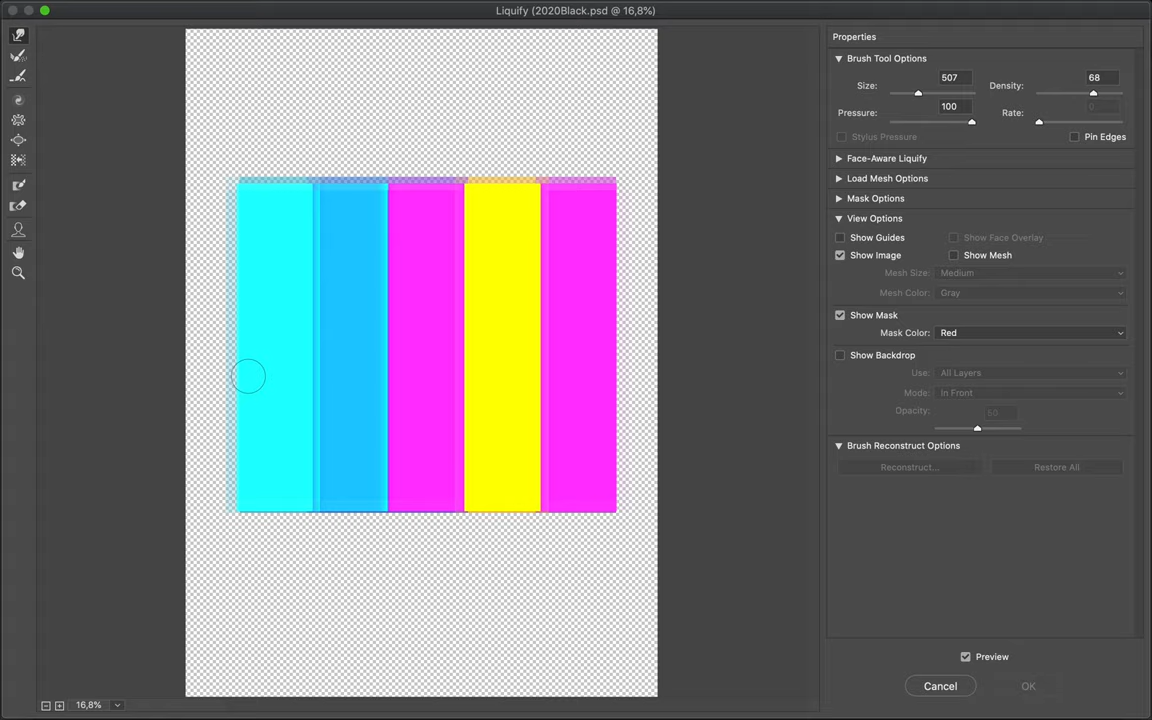 Liquify (2020Black.psd @ 16,8%)
Properties
Brush Tool Options
Size: 507 Density: 68
Pressure: 100 Rate: 0
Stylus Pressure Pin Edges
Face-Aware Liquify
Load Mesh Options
Mask Options
View Options
Show Guides Show Face Overlay
Show Image Show Mesh
Mesh Size: Medium
Mesh Color: Gray
Show Mask
Mask Color: Red
Show Backdrop
Use: All Layers
Mode: In Front
Opacity: 50
Brush Reconstruct Options
Reconstruct... Restore All
Preview
Cancel OK
16,8%